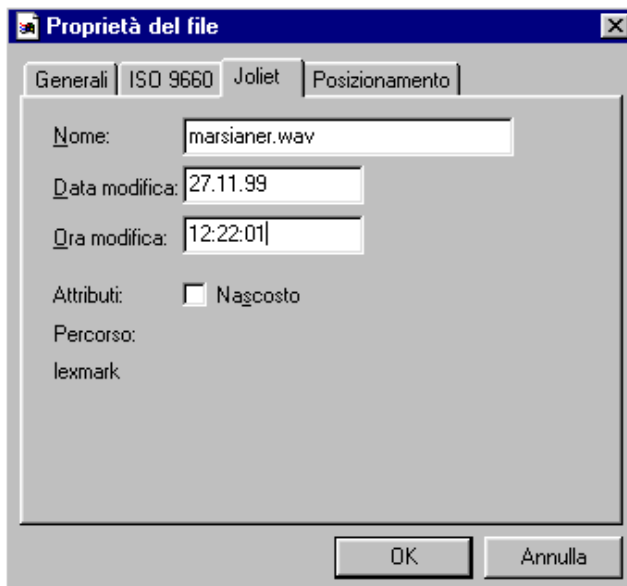 Proprietà del file
Generali ISO 9660 Joliet Posizionamento
Nome: marsianer.wav
Data modifica: 27.11.99
Ora modifica: 12:22:01
Attributi: Nascosto
Percorso:
lexmark
OK Annulla